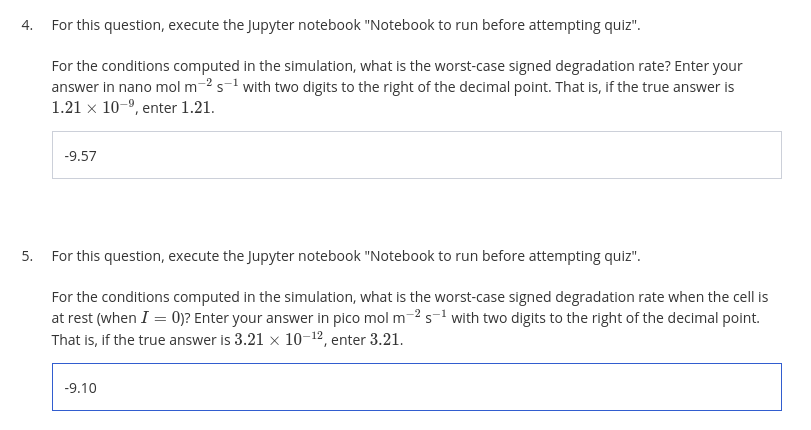 4. For this question, execute the Jupyter notebook "Notebook to run before attempting quiz".
For the conditions computed in the simulation, what is the worst-case signed degradation rate? Enter your
answer in nano mol m⁻² s⁻¹ with two digits to the right of the decimal point. That is, if the true answer is
1.21 × 10⁻⁹, enter 1.21.
-9.57
5. For this question, execute the Jupyter notebook "Notebook to run before attempting quiz".
For the conditions computed in the simulation, what is the worst-case signed degradation rate when the cell is
at rest (when I = 0)? Enter your answer in pico mol m⁻² s⁻¹ with two digits to the right of the decimal point.
That is, if the true answer is 3.21 × 10⁻¹², enter 3.21.
-9.10